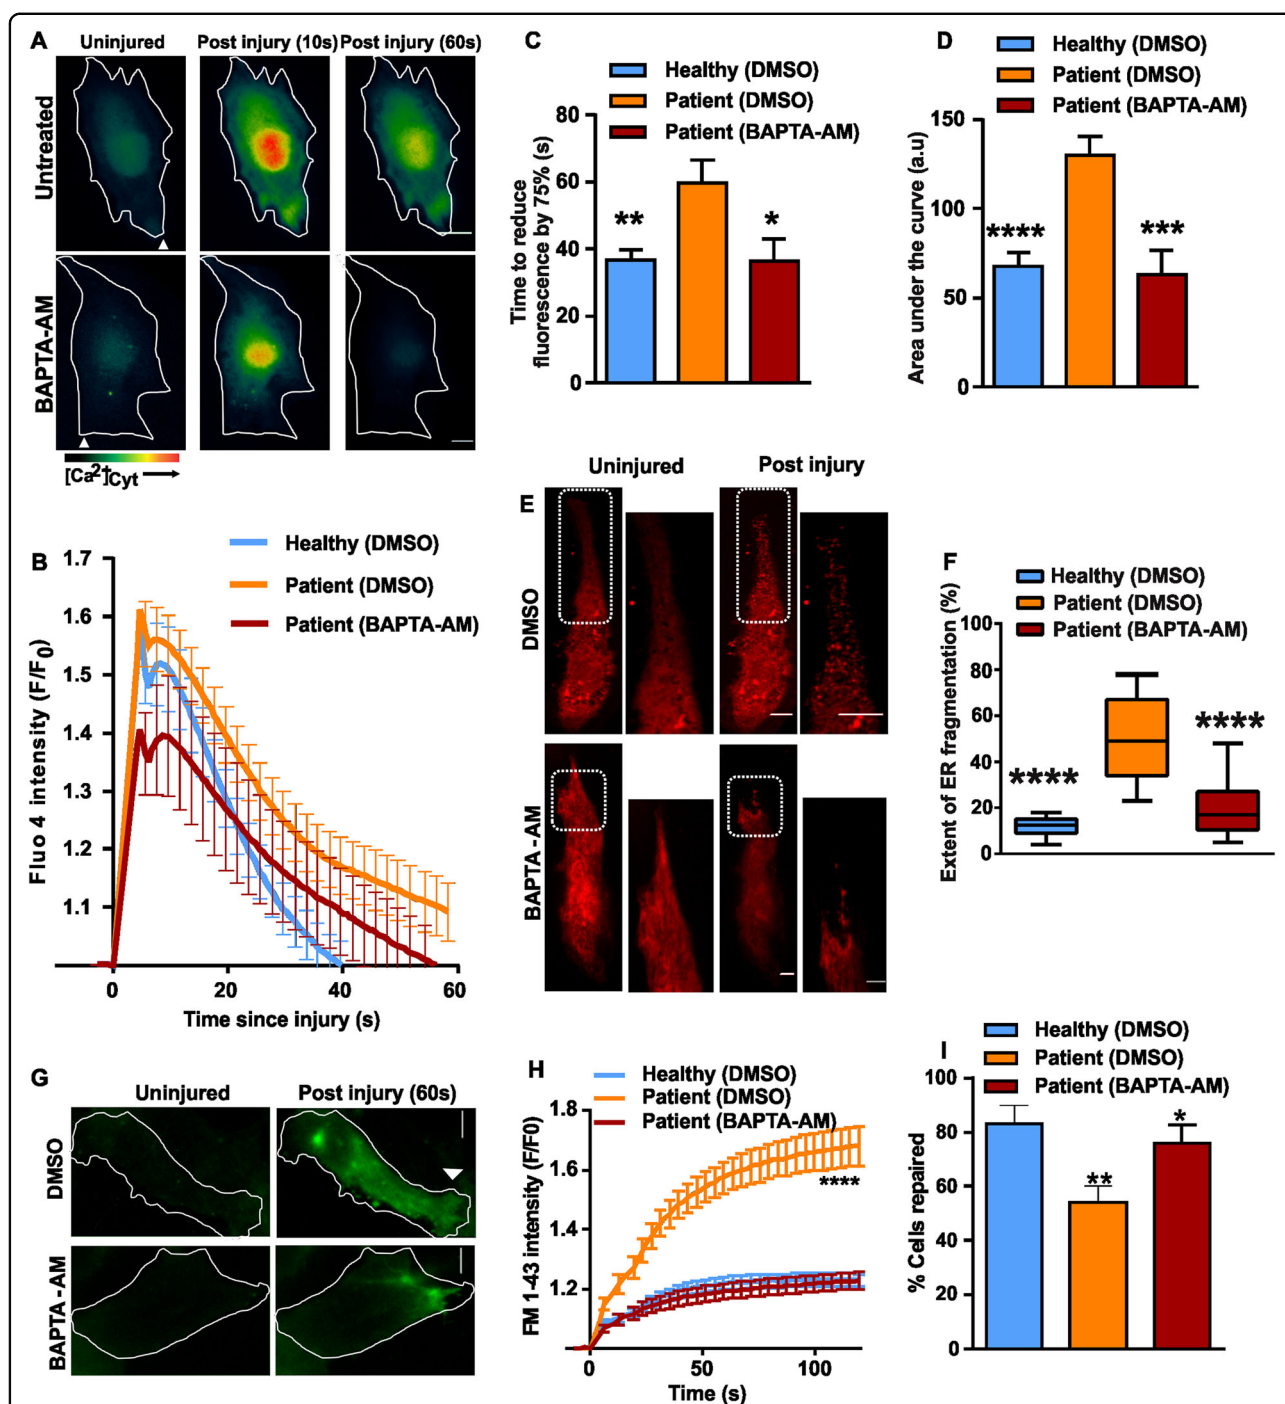 A
Uninjured
Post injury (10s)
Post injury (60s)
Untreated
BAPTA-AM
[Ca2+]Cyt
C
Healthy (DMSO)
Patient (DMSO)
Patient (BAPTA-AM)
Time to reduce
fluorescence by 75% (s)
80
60
40
20
0
**
*
D
Healthy (DMSO)
Patient (DMSO)
Patient (BAPTA-AM)
Area under the curve (a.u)
150
100
50
0
****
***
B
Healthy (DMSO)
Patient (DMSO)
Patient (BAPTA-AM)
Fluo 4 intensity (F/F0)
1.7
1.6
1.5
1.4
1.3
1.2
1.1
0
20
40
60
Time since injury (s)
E
Uninjured
Post injury
DMSO
BAPTA-AM
F
Healthy (DMSO)
Patient (DMSO)
Patient (BAPTA-AM)
Extent of ER fragmentation (%)
100
80
60
40
20
0
****
****
G
Uninjured
Post injury (60s)
DMSO
BAPTA-AM
H
Healthy (DMSO)
Patient (DMSO)
Patient (BAPTA-AM)
FM 1-43 intensity (F/F0)
1.8
1.6
1.4
1.2
****
0
50
100
Time (s)
I
Healthy (DMSO)
Patient (DMSO)
Patient (BAPTA-AM)
% Cells repaired
100
80
60
40
20
0
**
*